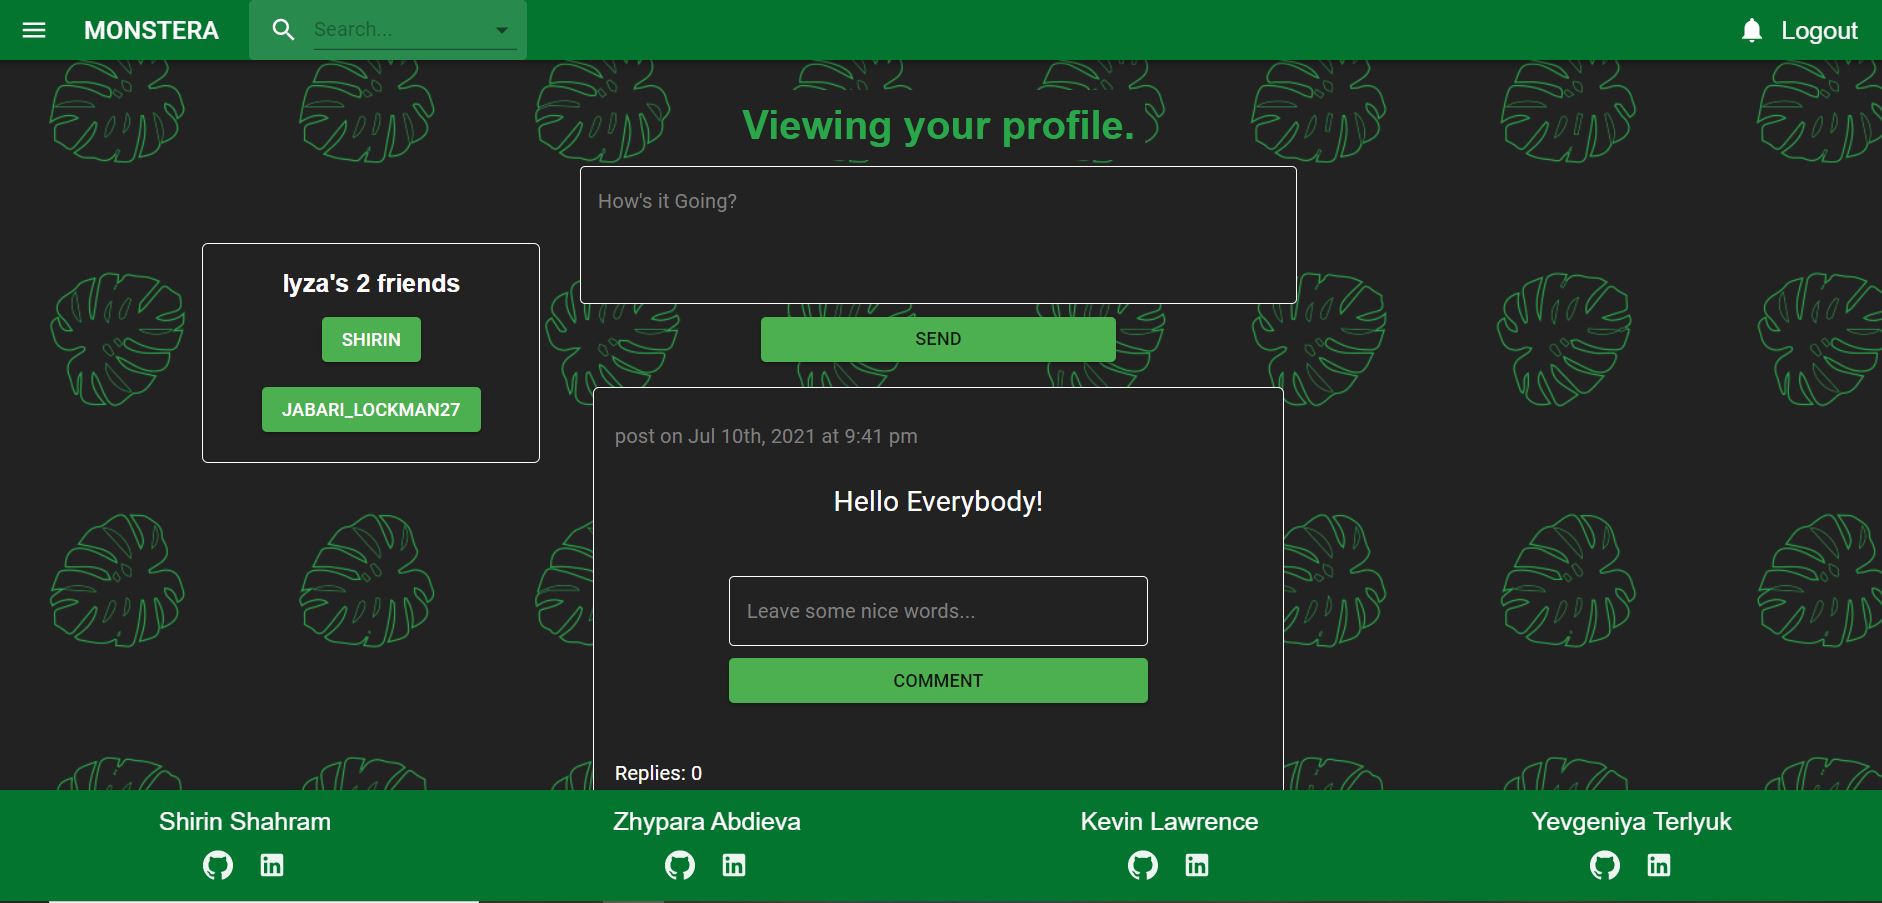 MONSTERA
Search...
Logout
Viewing your profile.
How's it Going?
SEND
lyza's 2 friends
SHIRIN
JABARI_LOCKMAN27
post on Jul 10th, 2021 at 9:41 pm
Hello Everybody!
Leave some nice words...
COMMENT
Replies: 0
Shirin Shahram
Zhypara Abdieva
Kevin Lawrence
Yevgeniya Terlyuk